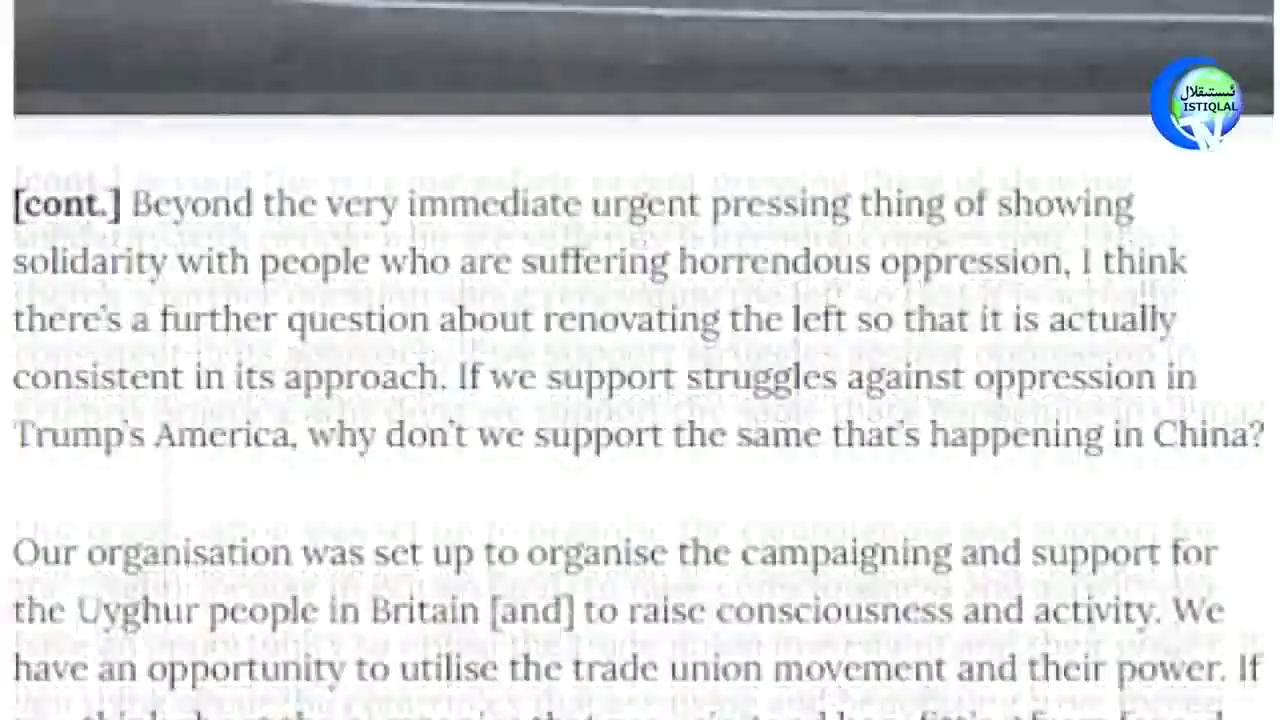 ئىستىقلال
ISTIQLAL
TV
[cont.] Beyond the very immediate urgent pressing thing of showing
solidarity with people who are suffering horrendous oppression, I think
there's a further question about renovating the left so that it is actually
consistent in its approach. If we support struggles against oppression in
Trump's America, why don't we support the same that's happening in China?
Our organisation was set up to organise the campaigning and support for
the Uyghur people in Britain [and] to raise consciousness and activity. We
have an opportunity to utilise the trade union movement and their power. If